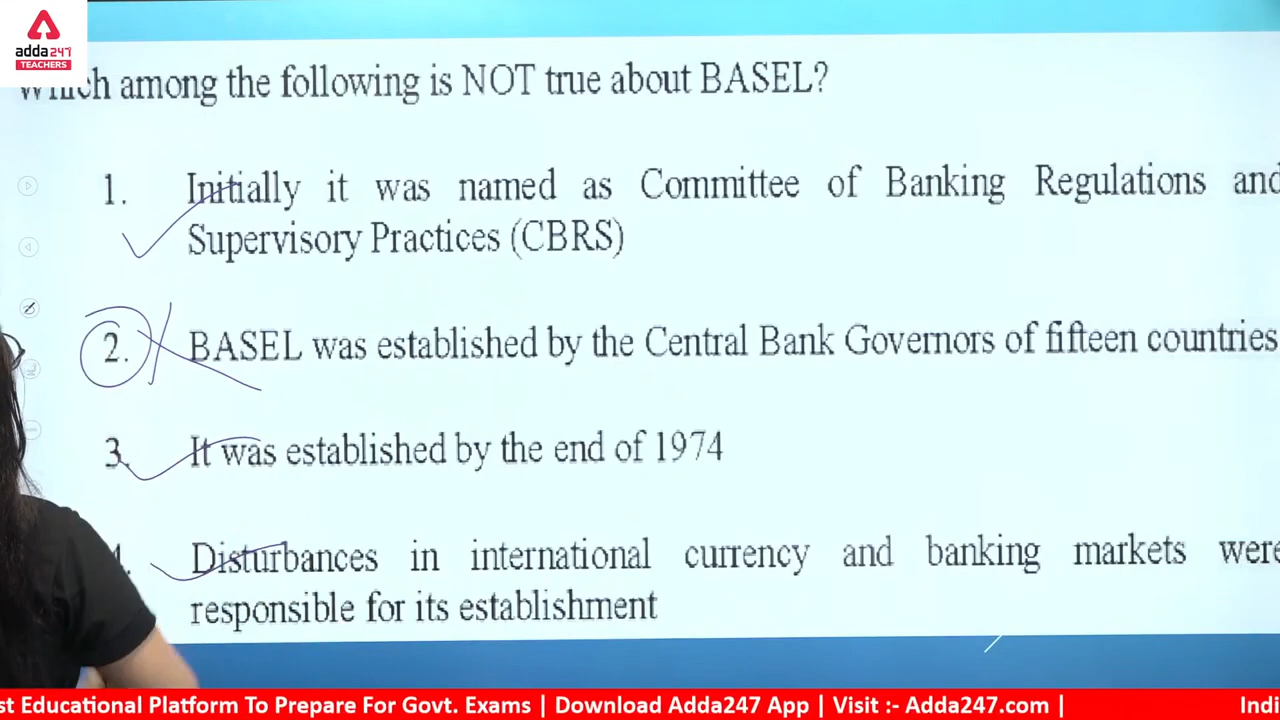 adda247
TEACHERS
Which among the following is NOT true about BASEL?
1. Initially it was named as Committee of Banking Regulations and
Supervisory Practices (CBRS)
2. BASEL was established by the Central Bank Governors of fifteen countries
3. It was established by the end of 1974
4. Disturbances in international currency and banking markets were
responsible for its establishment
st Educational Platform To Prepare For Govt. Exams | Download Adda247 App | Visit :- Adda247.com | Indi